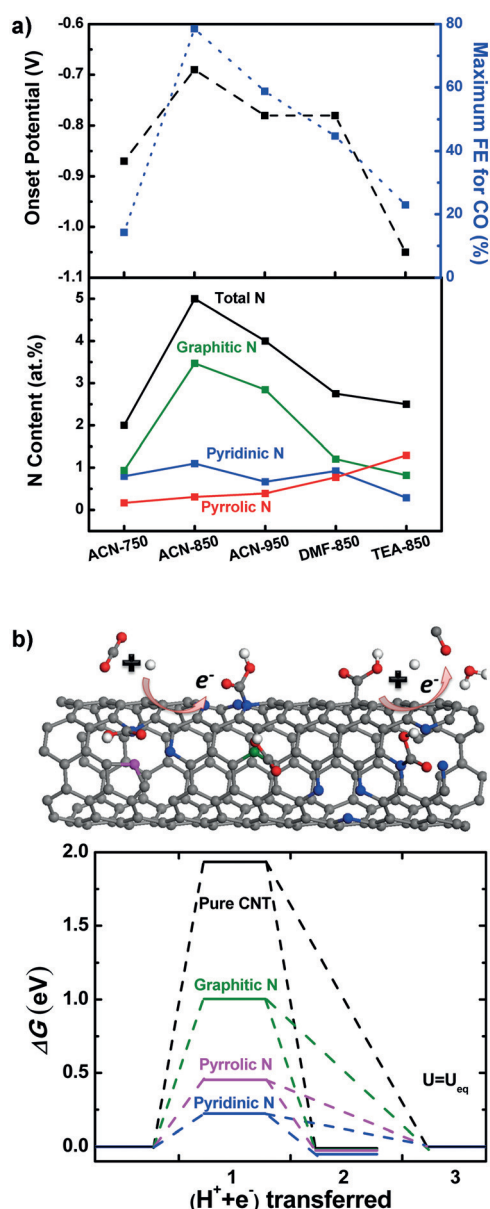 a)
-0.6
-0.7
-0.8
-0.9
-1.0
-1.1
Onset Potential (V)
80
60
40
20
0
Maximum FE for CO (%)
5
4
3
2
1
0
N Content (at.%)
Total N
Graphitic N
Pyridinic N
Pyrrolic N
ACN-750
ACN-850
ACN-950
DMF-850
TEA-850
b)
+
e-
+
e-
2.0
1.5
1.0
0.5
0.0
ΔG (eV)
Pure CNT
Graphitic N
Pyrrolic N
Pyridinic N
U=Ueq
1
2
3
(H++e-) transferred